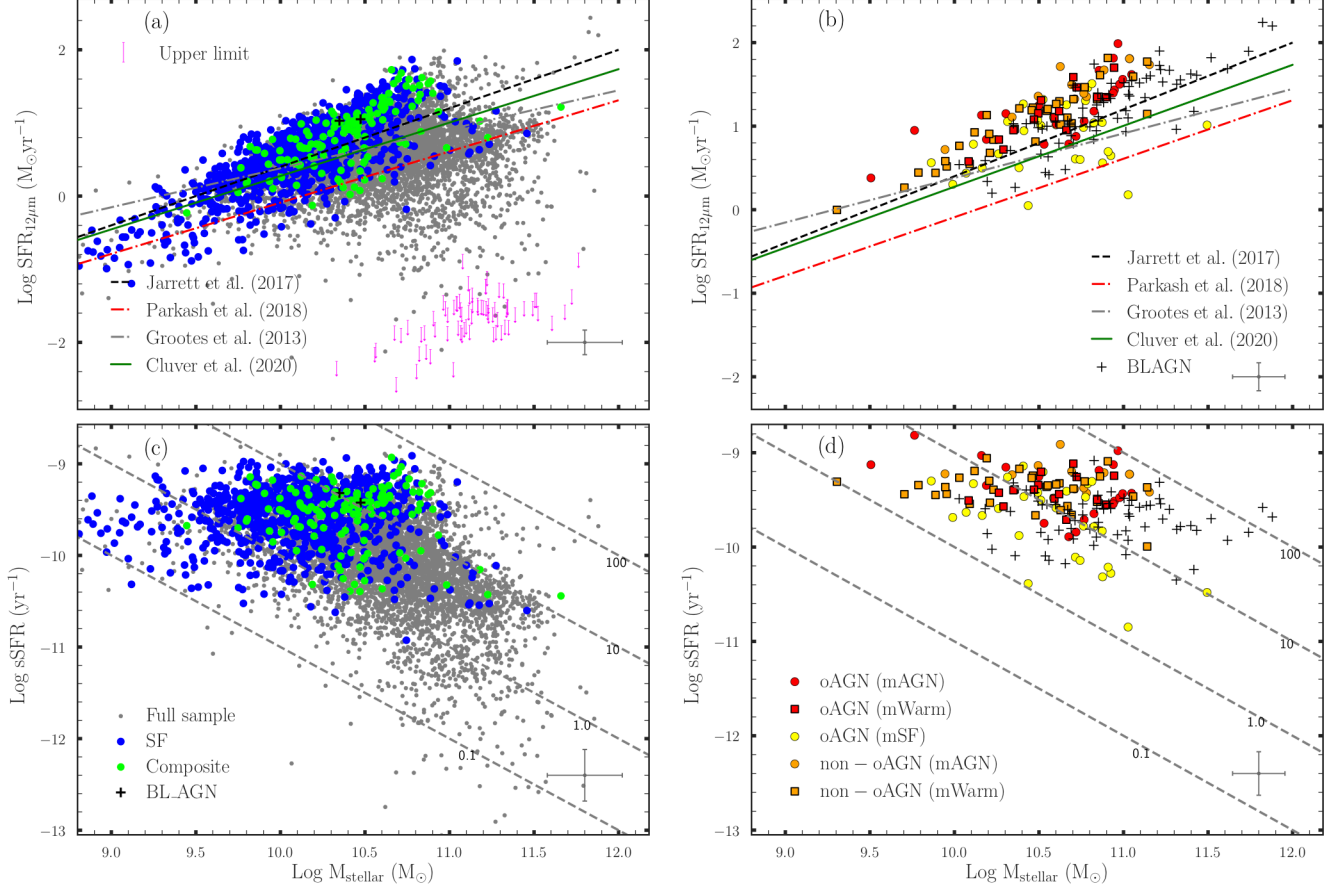 (a)
Upper limit
2
0
−2
Log SFR12μm (M⊙yr−1)
Jarrett et al. (2017)
Parkash et al. (2018)
Grootes et al. (2013)
Cluver et al. (2020)
(b)
2
1
0
−1
−2
Log SFR12μm (M⊙yr−1)
Jarrett et al. (2017)
Parkash et al. (2018)
Grootes et al. (2013)
Cluver et al. (2020)
BLAGN
(c)
−9
−10
−11
−12
−13
Log sSFR (yr−1)
100
10
1.0
0.1
Full sample
SF
Composite
BL_AGN
9.0 9.5 10.0 10.5 11.0 11.5 12.0
Log Mstellar (M⊙)
(d)
−9
−10
−11
−12
−13
Log sSFR (yr−1)
100
10
1.0
0.1
oAGN (mAGN)
oAGN (mWarm)
oAGN (mSF)
non − oAGN (mAGN)
non − oAGN (mWarm)
9.0 9.5 10.0 10.5 11.0 11.5 12.0
Log Mstellar (M⊙)